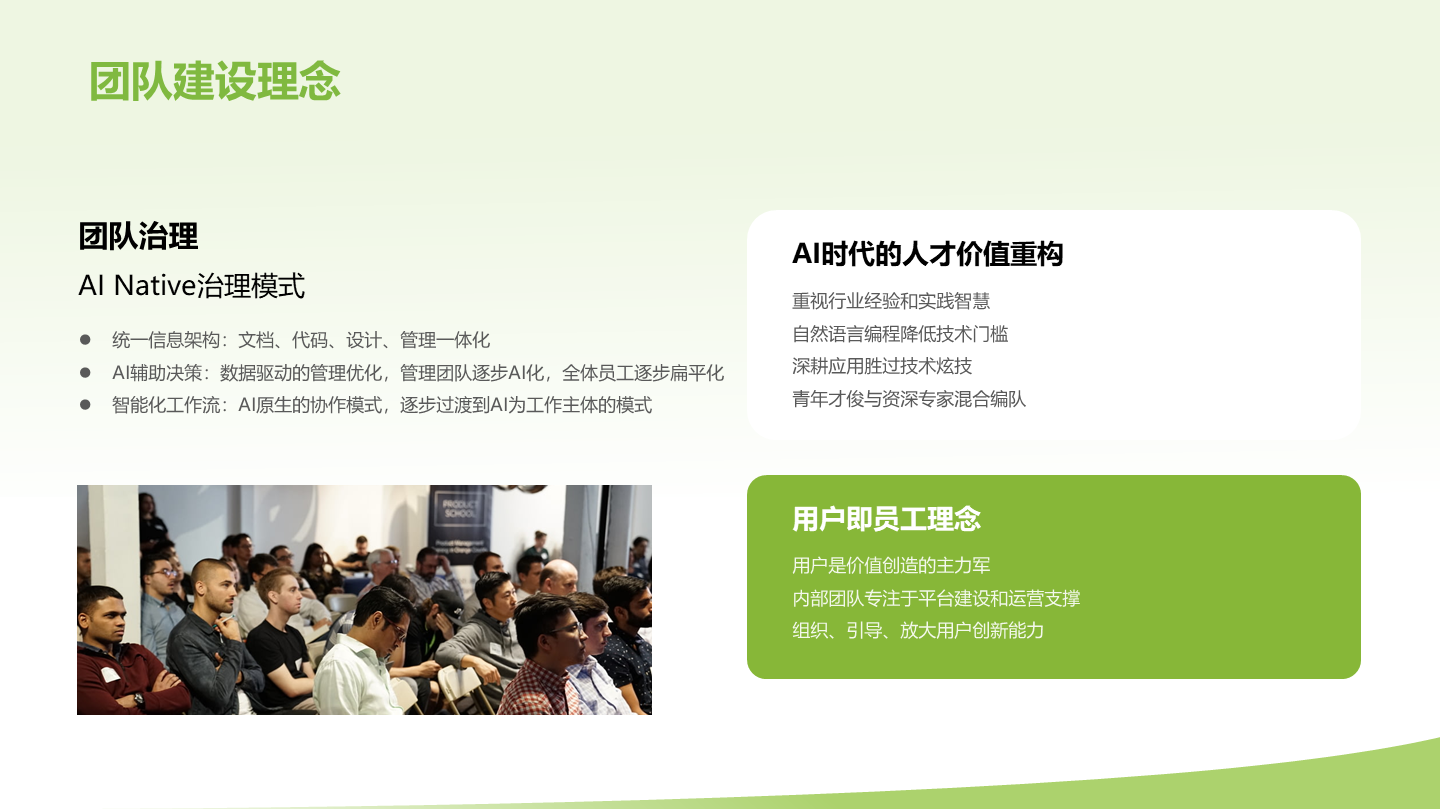 团队建设理念
团队治理
AI Native治理模式
● 统一信息架构：文档、代码、设计、管理一体化
● AI辅助决策：数据驱动的管理优化，管理团队逐步AI化，全体员工逐步扁平化
● 智能化工作流：AI原生的协作模式，逐步过渡到AI为工作主体的模式
PRODUCT
SCHOOL
AI时代的人才价值重构
重视行业经验和实践智慧
自然语言编程降低技术门槛
深耕应用胜过技术炫技
青年才俊与资深专家混合编队
用户即员工理念
用户是价值创造的主力军
内部团队专注于平台建设和运营支撑
组织、引导、放大用户创新能力